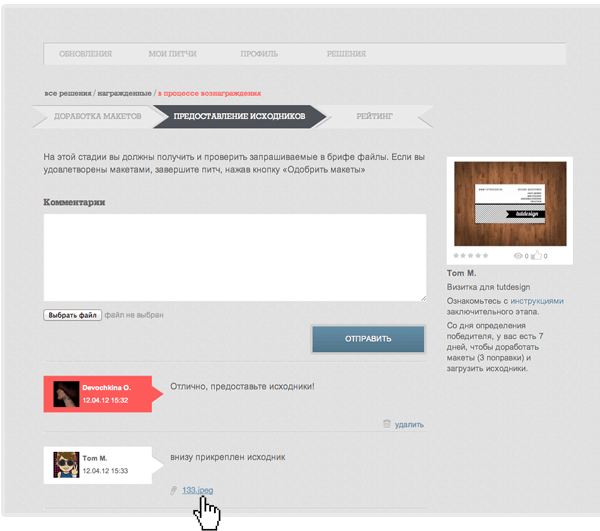 ОБНОВЛЕНИЯ МОИ ПИТЧИ ПРОФИЛЬ РЕШЕНИЯ
все решения / награжденные / в процессе вознаграждения
ДОРАБОТКА МАКЕТОВ ПРЕДОСТАВЛЕНИЕ ИСХОДНИКОВ РЕЙТИНГ
На этой стадии вы должны получить и проверить запрашиваемые в брифе файлы. Если вы
удовлетворены макетами, завершите питч, нажав кнопку «Одобрить макеты»
Комментарии
Выбрать файл файл не выбран
ОТПРАВИТЬ
Devochkina O.
12.04.12 15:32
Отлично, предоставьте исходники!
удалить
Tom M.
12.04.12 15:33
внизу прикреплен исходник
133.jpeg
tutdesign
0 0
Tom M.
Визитка для tutdesign
Ознакомьтесь с инструкциями
заключительного этапа.
Со дня определения
победителя, у вас есть 7
дней, чтобы доработать
макеты (3 поправки) и
загрузить исходники.